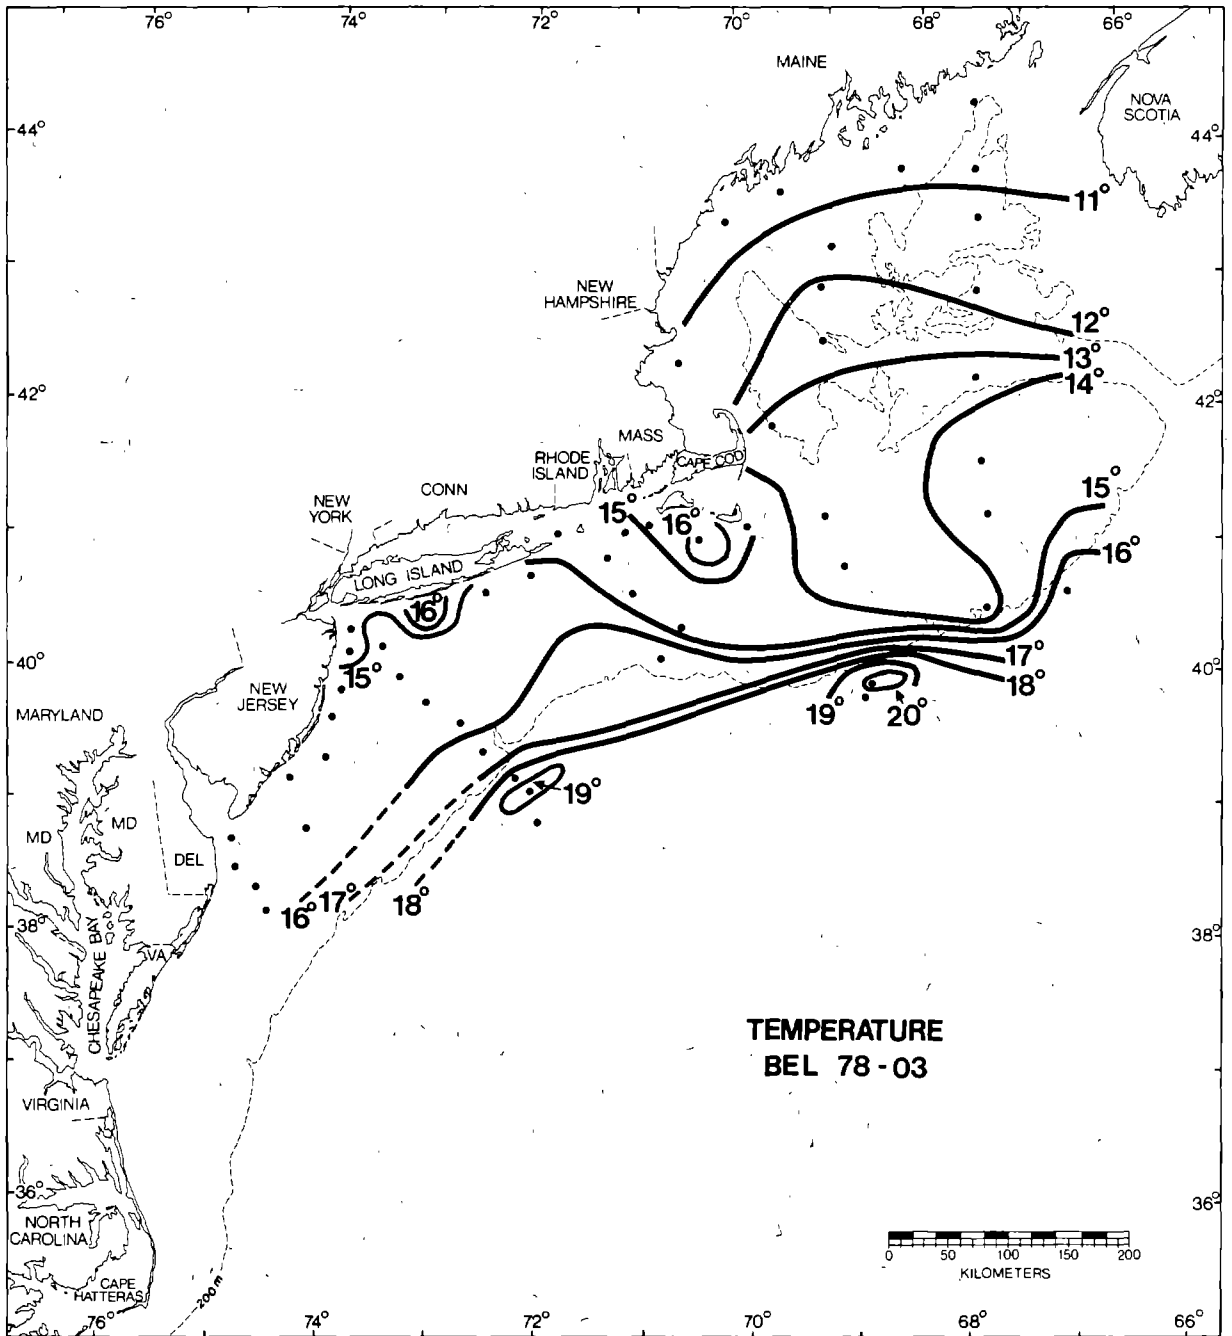 76°
74°
72°
70°
68°
66°
MAINE
NOVA
SCOTIA
44°
44°
11°
NEW
HAMPSHIRE
12°
13°
14°
42°
42°
MASS
CAPE COD
RHODE
ISLAND
CONN
NEW
YORK
15°
16°
15°
16°
LONG ISLAND
16°
15°
40°
40°
17°
18°
19°
20°
NEW
JERSEY
MARYLAND
19°
MD
MD
DEL
16°
17°
18°
38°
38°
CHESAPEAKE BAY
VA
TEMPERATURE
BEL 78-03
VIRGINIA
36°
36°
NORTH
CAROLINA
CAPE
HATTERAS
200 m
0 50 100 150 200
KILOMETERS
76°
74°
72°
70°
68°
66°